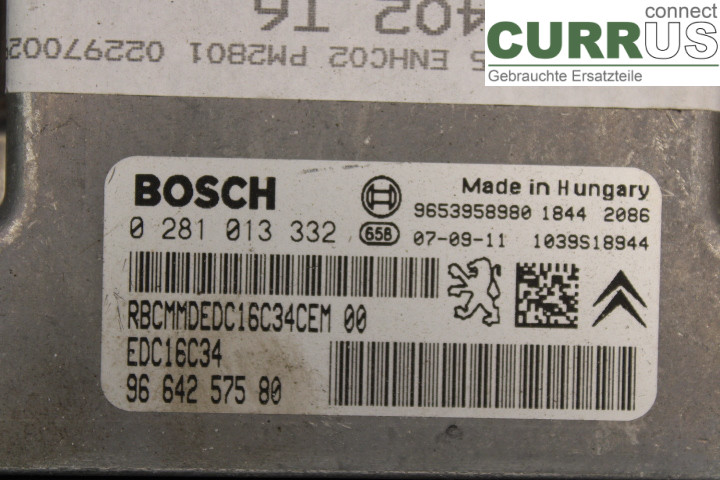 402 T6
5 ENHC02 PM2801 02297002
connect
CURRUS
Gebrauchte Ersatzteile
BOSCH
Made in Hungary
9653958980 1844 2086
0 281 013 332
658
07-09-11 1039S18944
RBCMMDEDC16C34CEM 00
EDC16C34
96 642 575 80